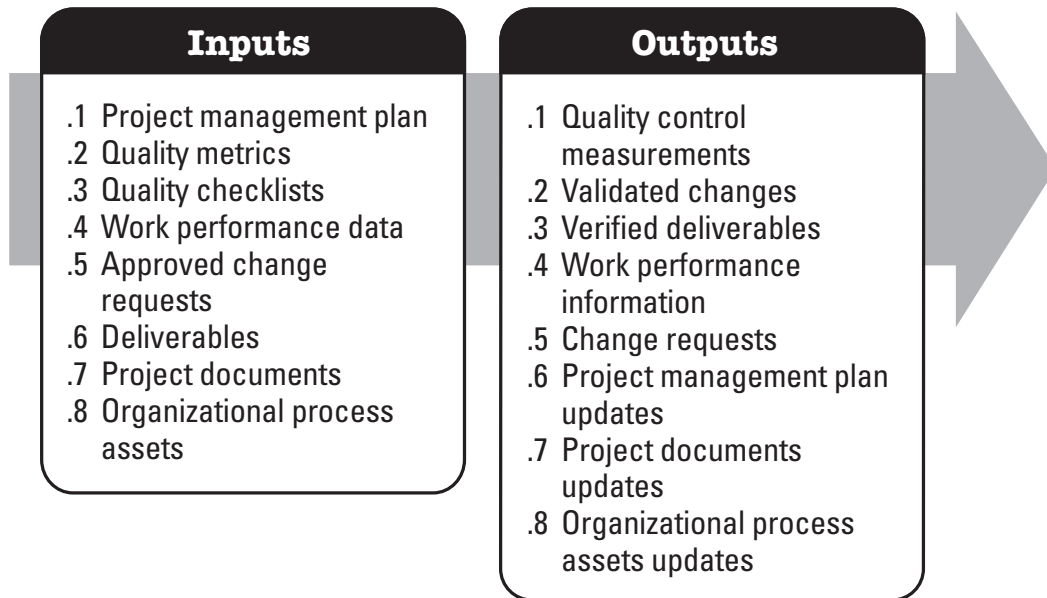 Inputs
.1 Project management plan
.2 Quality metrics
.3 Quality checklists
.4 Work performance data
.5 Approved change
requests
.6 Deliverables
.7 Project documents
.8 Organizational process
assets
Outputs
.1 Quality control
measurements
.2 Validated changes
.3 Verified deliverables
.4 Work performance
information
.5 Change requests
.6 Project management plan
updates
.7 Project documents
updates
.8 Organizational process
assets updates